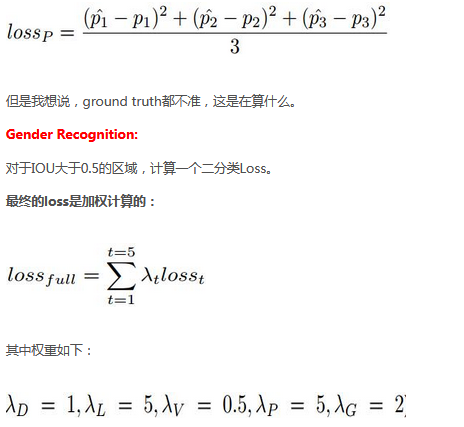 loss_P = \frac{(\hat{p_1} - p_1)^2 + (\hat{p_2} - p_2)^2 + (\hat{p_3} - p_3)^2}{3}
但是我想说，ground truth都不准，这是在算什么。
Gender Recognition:
对于IOU大于0.5的区域，计算一个二分类Loss。
最终的loss是加权计算的：
loss_{full} = \sum_{t=1}^{t=5} \lambda_t loss_t
其中权重如下：
\lambda_D = 1, \lambda_L = 5, \lambda_V = 0.5, \lambda_P = 5, \lambda_G = 2